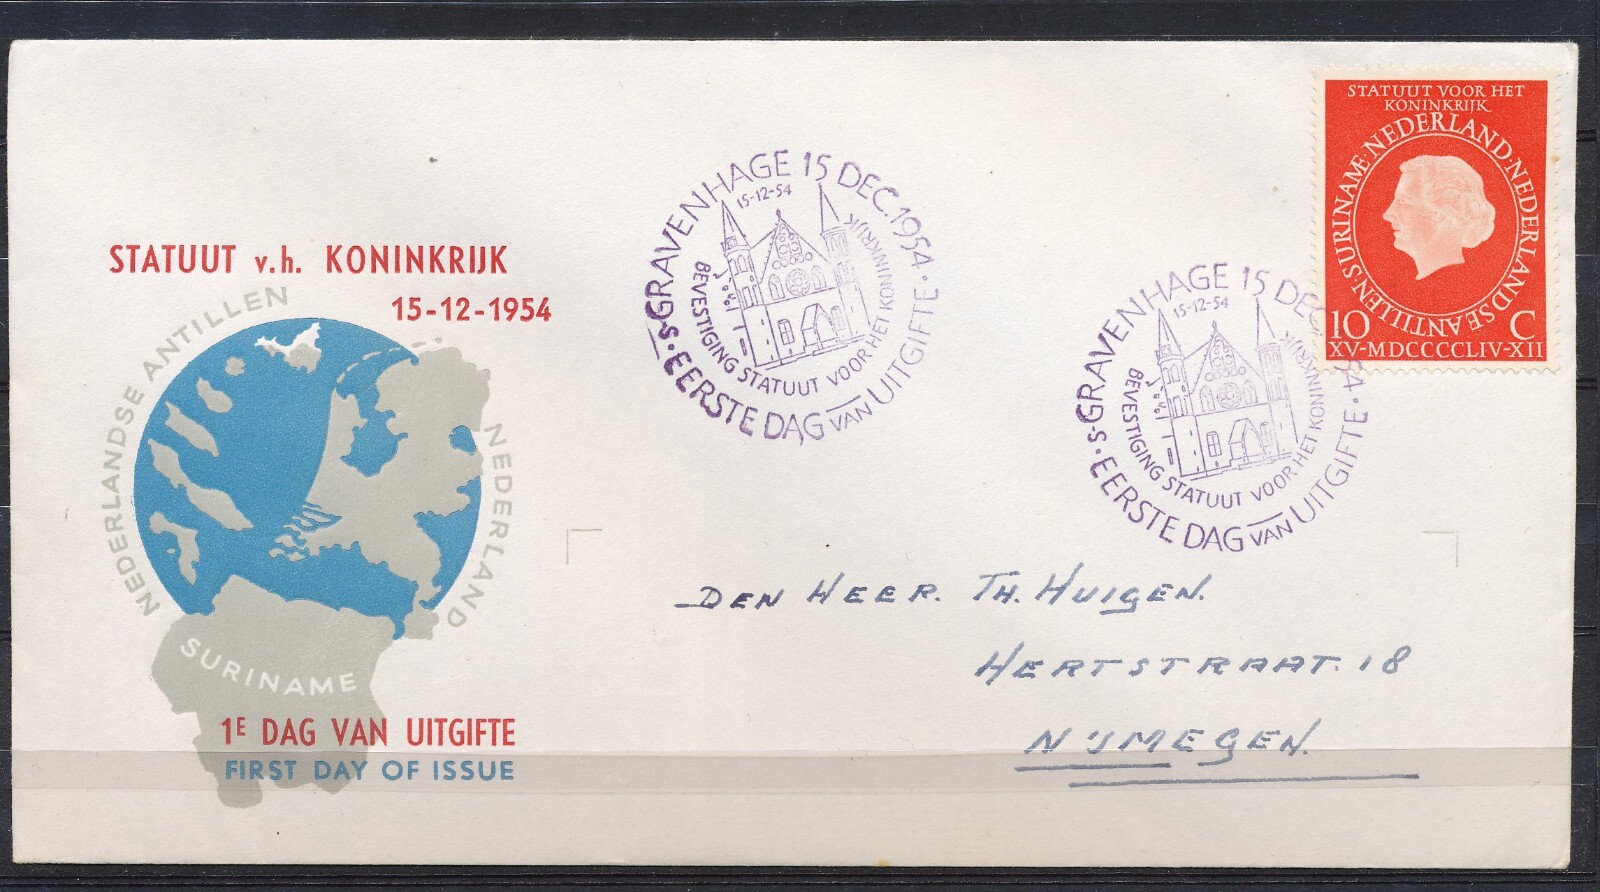 STATUUT v.h. KONINKRIJK
15-12-1954
NEDERLANDSE ANTILLEN
NEDERLAND
SURINAME
1E DAG VAN UITGIFTE
FIRST DAY OF ISSUE
'S-GRAVENHAGE 15 DEC. 1954 ·
15-12-54
BEVESTIGING STATUUT VOOR HET KONINKRIJK
EERSTE DAG VAN UITGIFTE
'S-GRAVENHAGE 15 DEC. 54 ·
15-12-54
BEVESTIGING STATUUT VOOR HET KONINKRIJK
EERSTE DAG VAN UITGIFTE
STATUUT VOOR HET
KONINKRIJK
NEDERLAND·NEDERLANDSE ANTILLEN·SURINAME·
10 C
XV-MDCCCCLIV-XII
DEN HEER. TH. HUIGEN.
HERTSTRAAT. 18
NIJMEGEN.